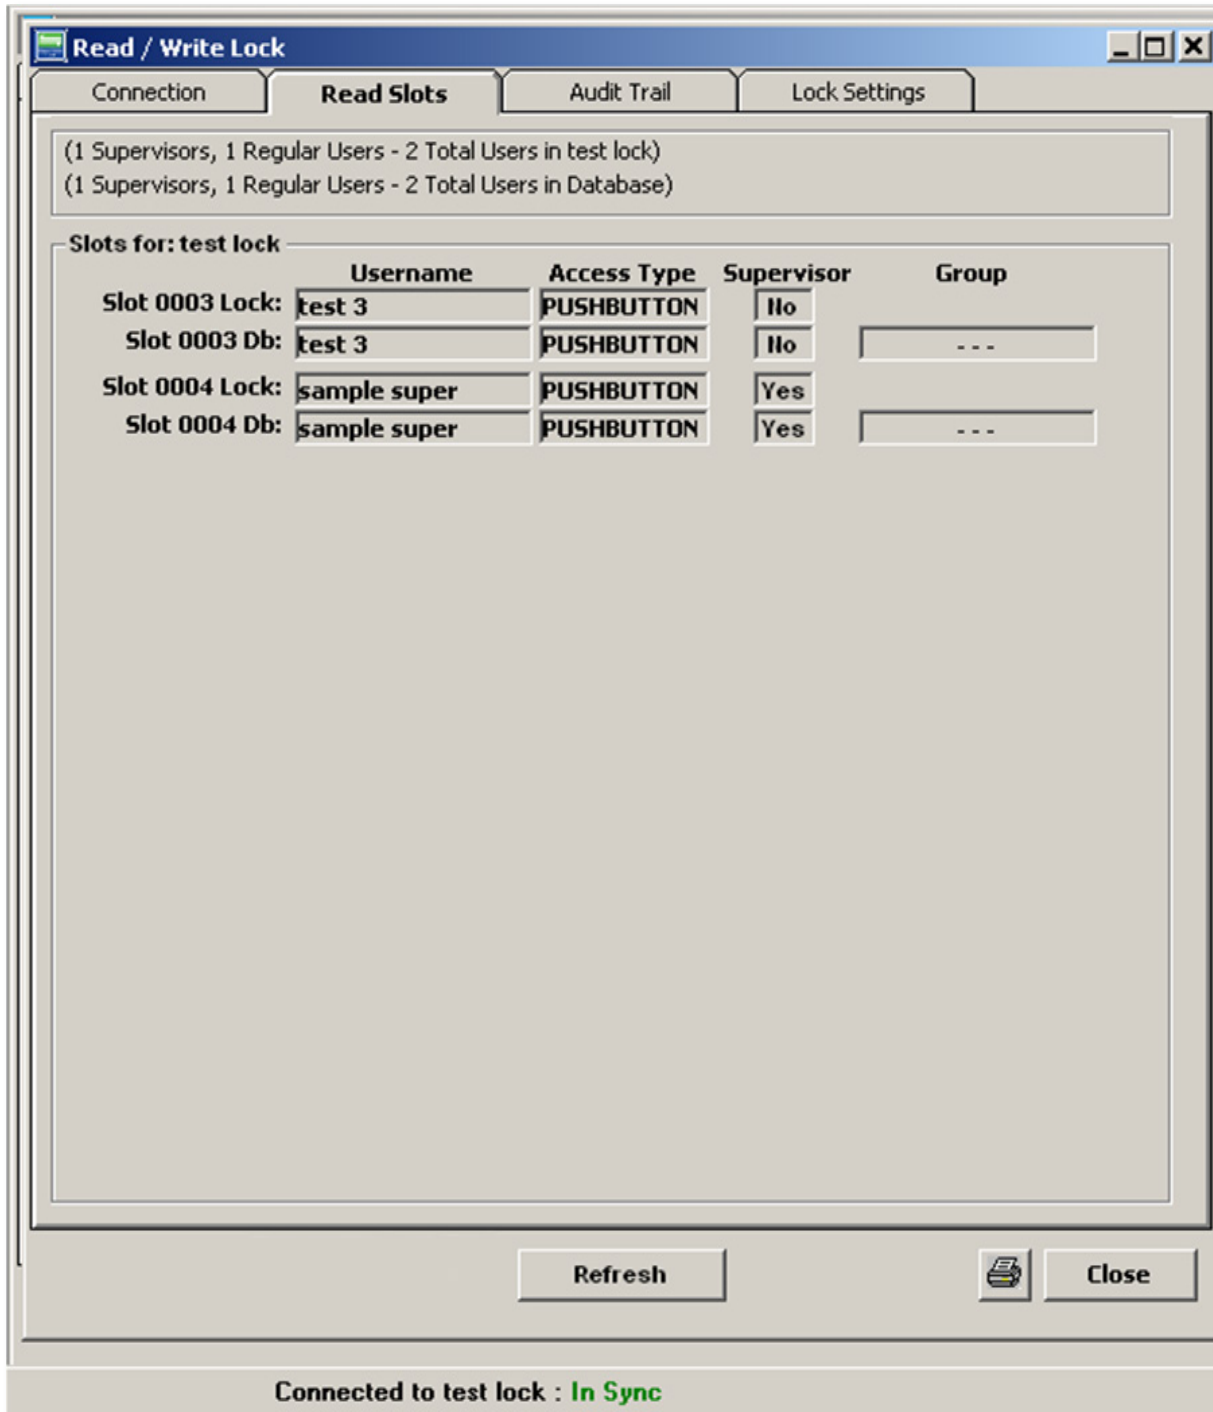 Read / Write Lock
Connection Read Slots Audit Trail Lock Settings
(1 Supervisors, 1 Regular Users - 2 Total Users in test lock)
(1 Supervisors, 1 Regular Users - 2 Total Users in Database)
Slots for: test lock
Username Access Type Supervisor Group
Slot 0003 Lock: test 3 PUSHBUTTON No
Slot 0003 Db: test 3 PUSHBUTTON No - - -
Slot 0004 Lock: sample super PUSHBUTTON Yes
Slot 0004 Db: sample super PUSHBUTTON Yes - - -
Refresh Close
Connected to test lock : In Sync